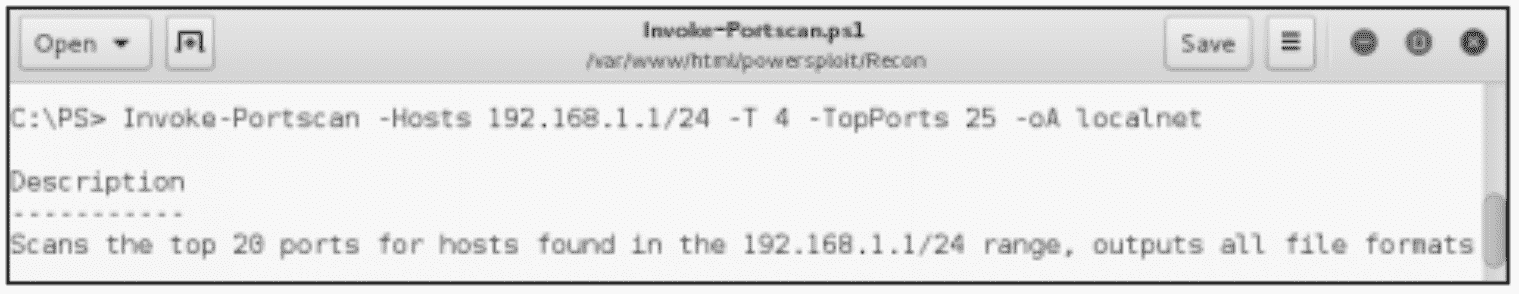 Open
Invoke-Portscan.ps1
/var/www/html/powersploit/Recon
Save
C:\PS> Invoke-Portscan -Hosts 192.168.1.1/24 -T 4 -TopPorts 25 -oA localnet
Description
-----------
Scans the top 20 ports for hosts found in the 192.168.1.1/24 range, outputs all file formats